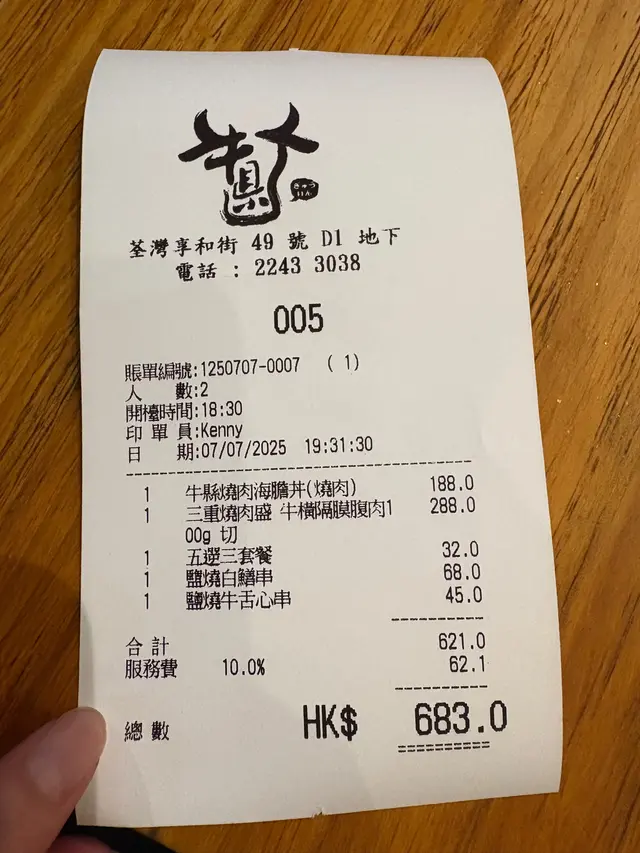 牛縣人
荃灣享和街 49 號 D1 地下
電話 : 2243 3038
005
賬單編號:1250707-0007 ( 1)
人 數:2
開檯時間:18:30
印 單 員:Kenny
日 期:07/07/2025 19:31:30
1 牛縣燒肉海膽丼(燒肉) 188.0
1 三重燒肉盛 牛橫隔膜腹肉1 288.0
00g 切
1 五選三套餐 32.0
1 鹽燒白鱔串 68.0
1 鹽燒牛舌心串 45.0
合 計 621.0
服務費 10.0% 62.1
總 數 HK$ 683.0